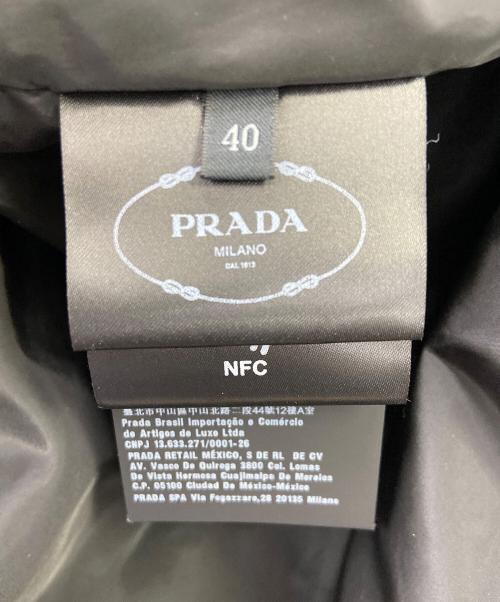 40
PRADA
MILANO
DAL 1913
NFC
臺北市中山區中山北路二段44號12樓A室
Prada Brasil Importação e Comércio
de Artigos de Luxo Ltda
CNPJ 13.633.271/0001-26
PRADA RETAIL MÉXICO, S DE RL DE CV
AV. Vasco De Quiroga 3800 Col. Lomas
De Vista Hermosa Cuajimalpa De Morelos
C.P. 05100 Ciudad De México-México
PRADA SPA Via Fogazzaro,28 20135 Milano